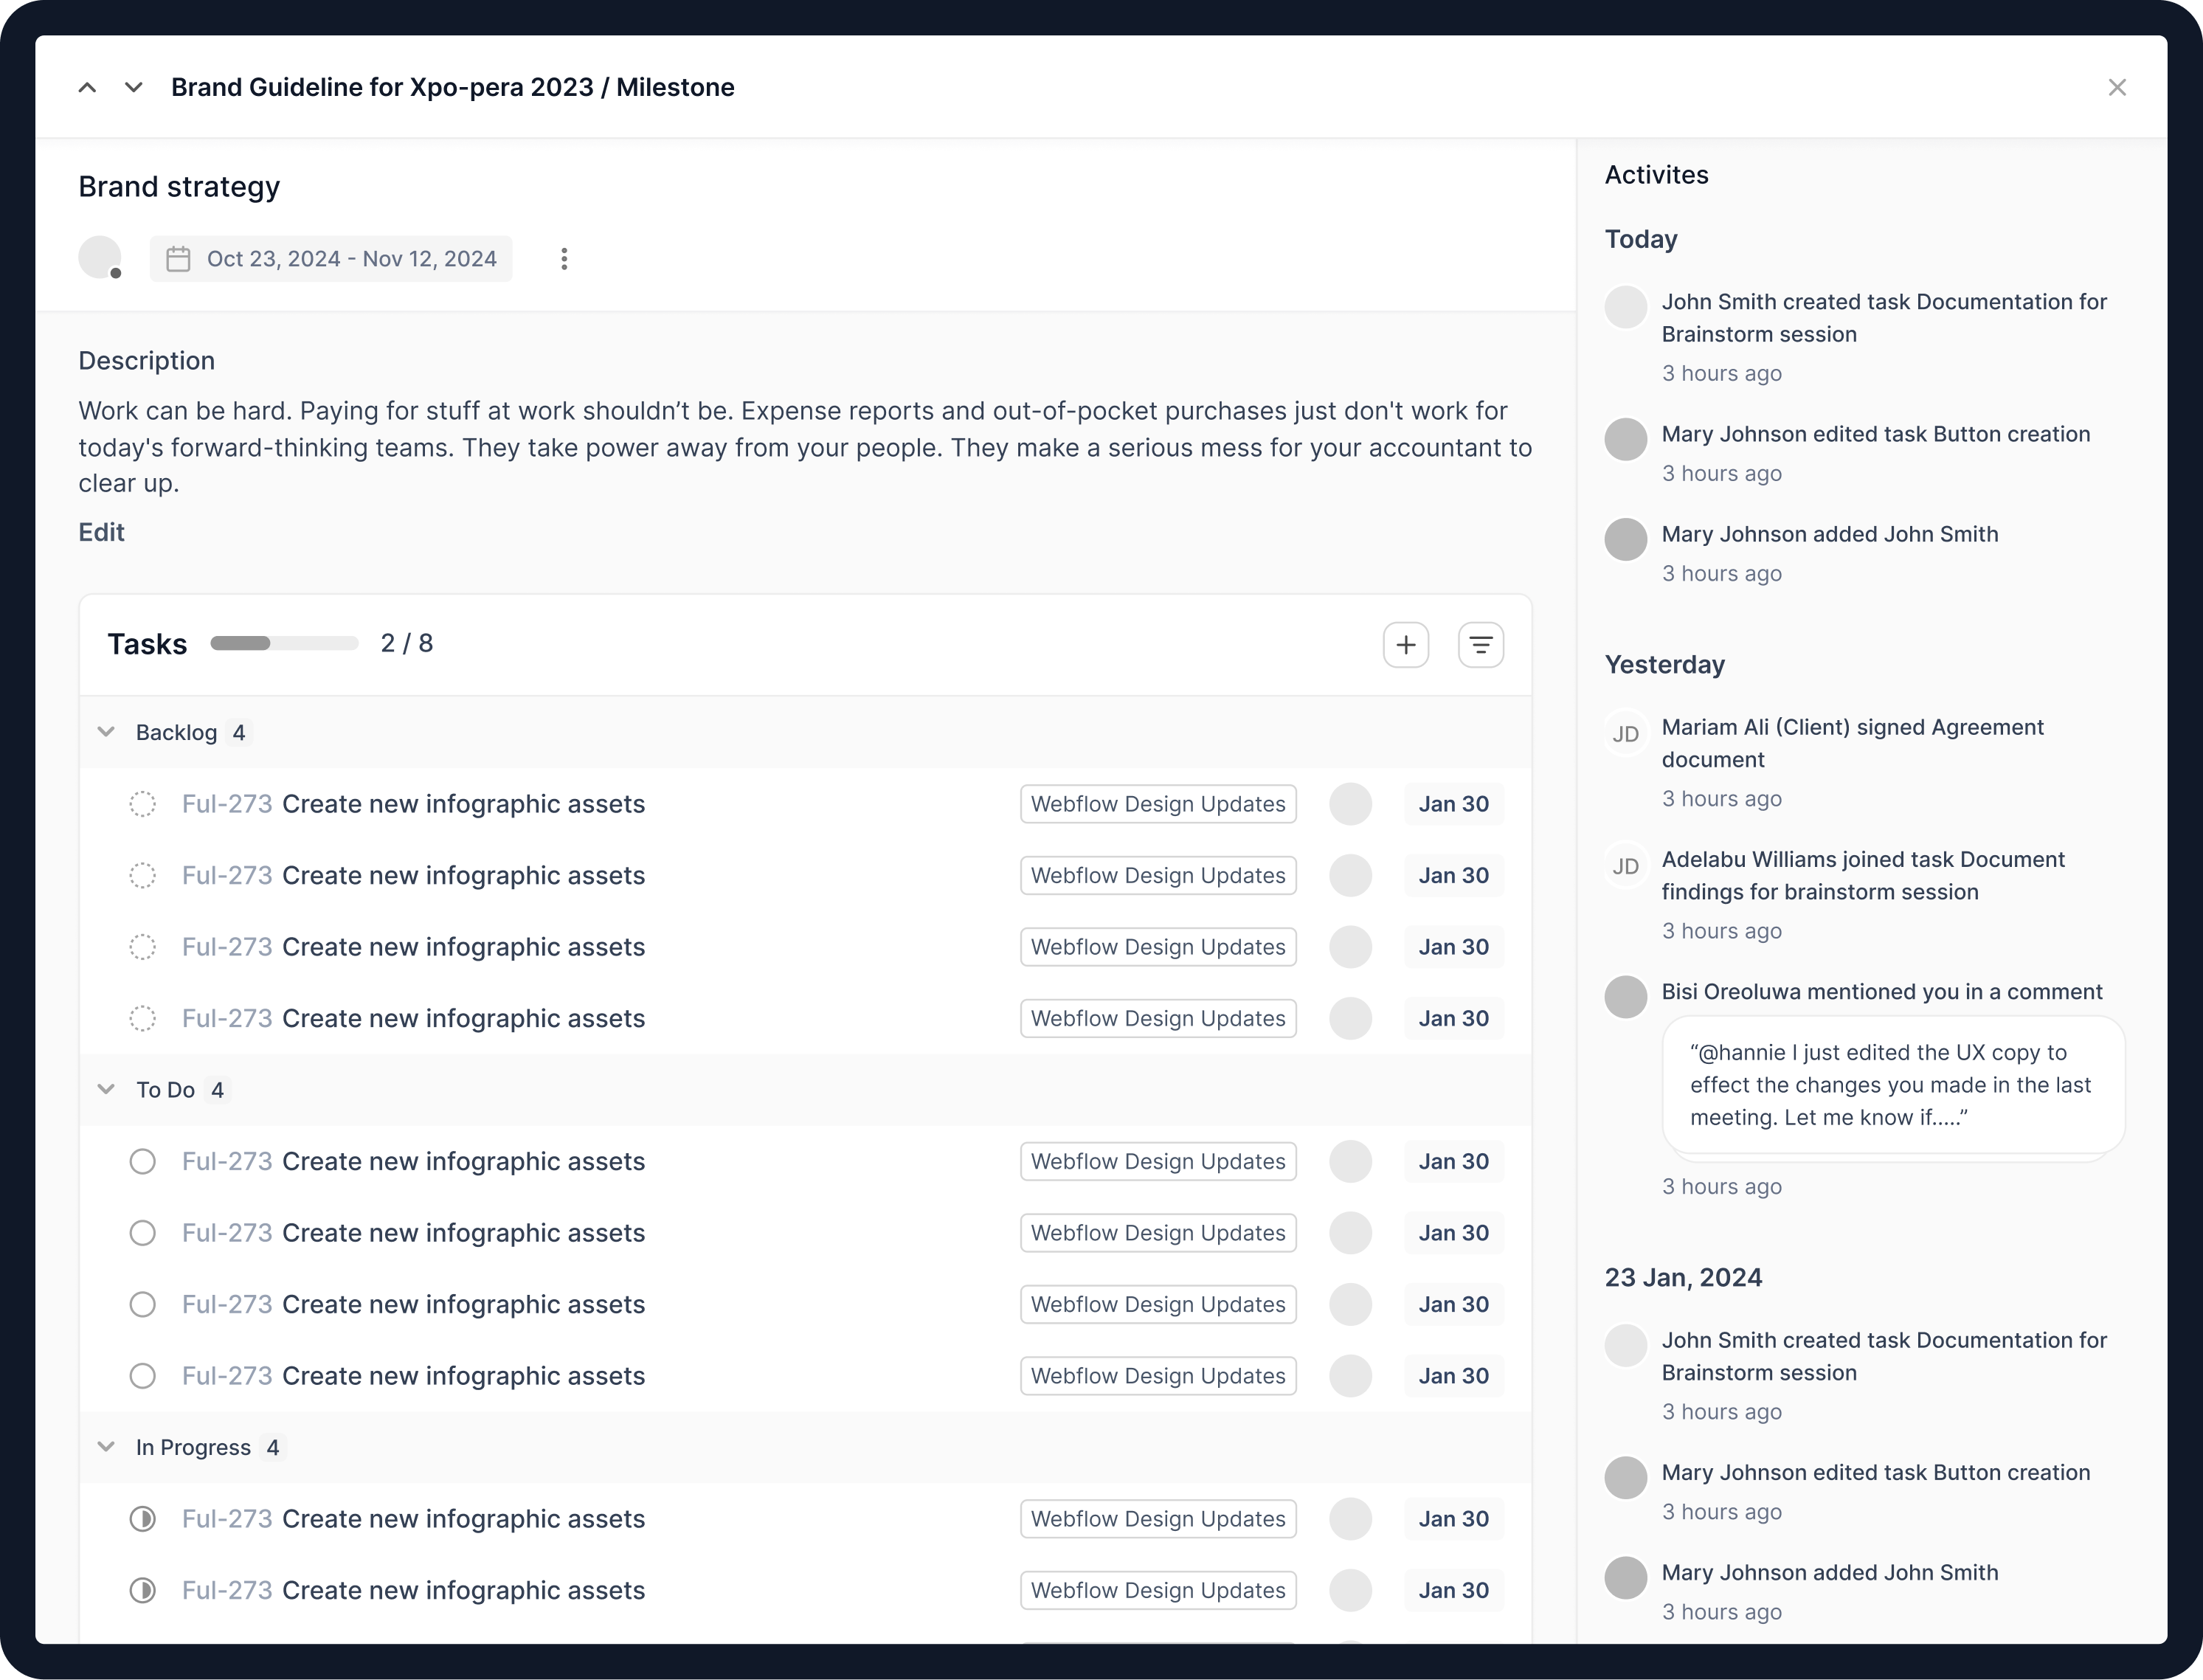 Brand Guideline for Xpo-pera 2023 / Milestone
Brand strategy
Oct 23, 2024 - Nov 12, 2024
Description
Work can be hard. Paying for stuff at work shouldn’t be. Expense reports and out-of-pocket purchases just don't work for
today's forward-thinking teams. They take power away from your people. They make a serious mess for your accountant to
clear up.
Edit
Tasks 2 / 8
Backlog 4
Ful-273 Create new infographic assets Webflow Design Updates Jan 30
Ful-273 Create new infographic assets Webflow Design Updates Jan 30
Ful-273 Create new infographic assets Webflow Design Updates Jan 30
Ful-273 Create new infographic assets Webflow Design Updates Jan 30
To Do 4
Ful-273 Create new infographic assets Webflow Design Updates Jan 30
Ful-273 Create new infographic assets Webflow Design Updates Jan 30
Ful-273 Create new infographic assets Webflow Design Updates Jan 30
Ful-273 Create new infographic assets Webflow Design Updates Jan 30
In Progress 4
Ful-273 Create new infographic assets Webflow Design Updates Jan 30
Ful-273 Create new infographic assets Webflow Design Updates Jan 30
Activites
Today
John Smith created task Documentation for
Brainstorm session
3 hours ago
Mary Johnson edited task Button creation
3 hours ago
Mary Johnson added John Smith
3 hours ago
Yesterday
JD
Mariam Ali (Client) signed Agreement
document
3 hours ago
JD
Adelabu Williams joined task Document
findings for brainstorm session
3 hours ago
Bisi Oreoluwa mentioned you in a comment
“@hannie I just edited the UX copy to
effect the changes you made in the last
meeting. Let me know if.....”
3 hours ago
23 Jan, 2024
John Smith created task Documentation for
Brainstorm session
3 hours ago
Mary Johnson edited task Button creation
3 hours ago
Mary Johnson added John Smith
3 hours ago